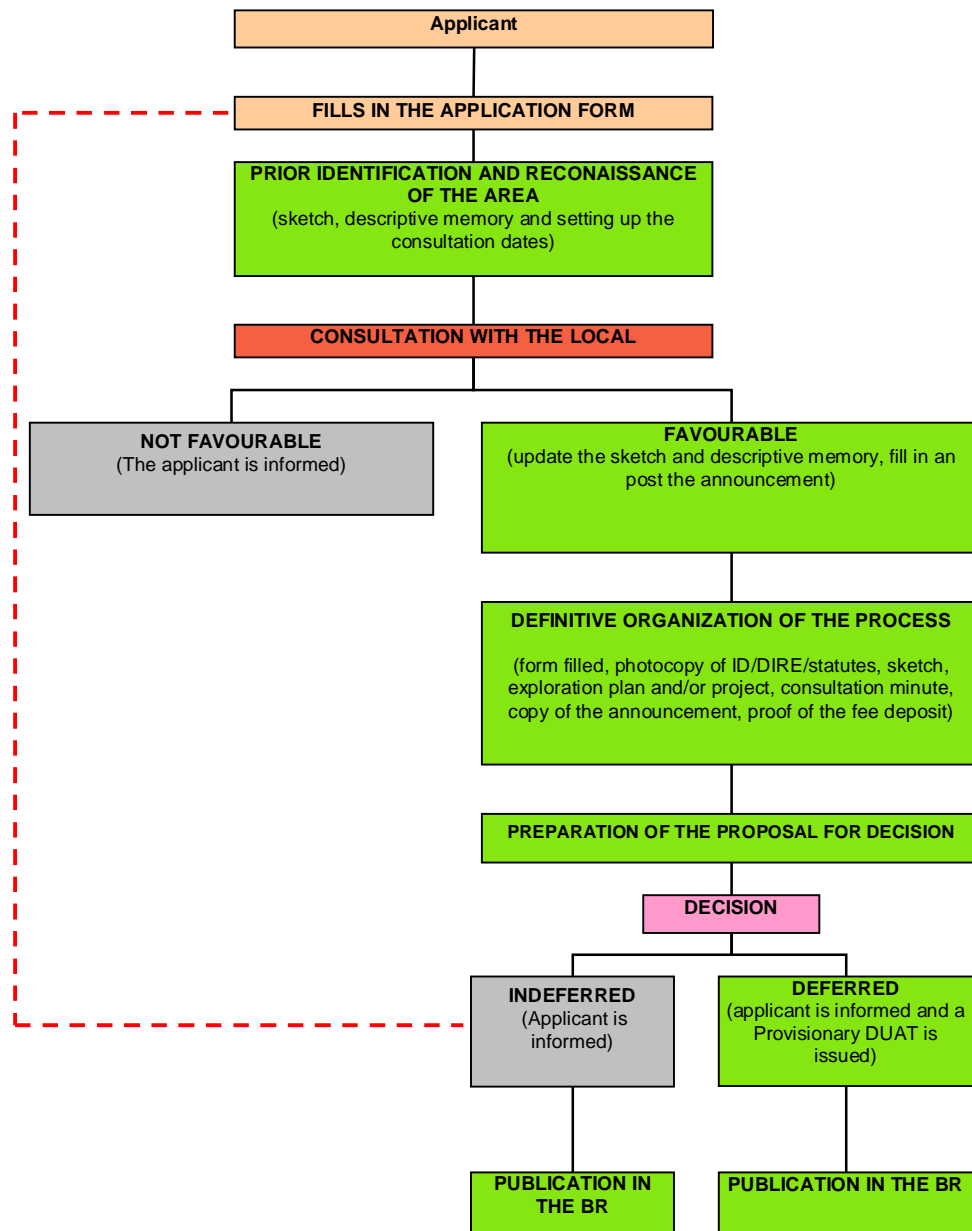 Applicant
FILLS IN THE APPLICATION FORM
PRIOR IDENTIFICATION AND RECONAISSANCE
OF THE AREA
(sketch, descriptive memory and setting up the
consultation dates)
CONSULTATION WITH THE LOCAL
NOT FAVOURABLE
(The applicant is informed)
FAVOURABLE
(update the sketch and descriptive memory, fill in an
post the announcement)
DEFINITIVE ORGANIZATION OF THE PROCESS
(form filled, photocopy of ID/DIRE/statutes, sketch,
exploration plan and/or project, consultation minute,
copy of the announcement, proof of the fee deposit)
PREPARATION OF THE PROPOSAL FOR DECISION
DECISION
INDEFERRED
(Applicant is
informed)
DEFERRED
(applicant is informed and a
Provisionary DUAT is
issued)
PUBLICATION IN
THE BR
PUBLICATION IN THE BR